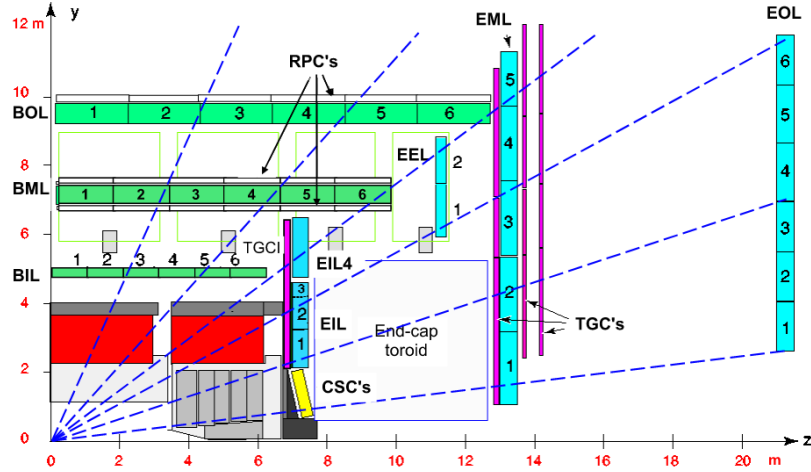 12 m
y
EML
EOL
RPC's
6
5
10
BOL
1 2 3 4 5 6
5
4
8
EEL
2
BML
1 2 3 4 5 6
1
4
3
6
TGCI
3
BIL
1 2 3 4 5 6
EIL4
4
3
2
EIL
2
2
End-cap
toroid
TGC's
2
1
1
1
CSC's
0
z
0 2 4 6 8 10 12 14 16 18 20 m